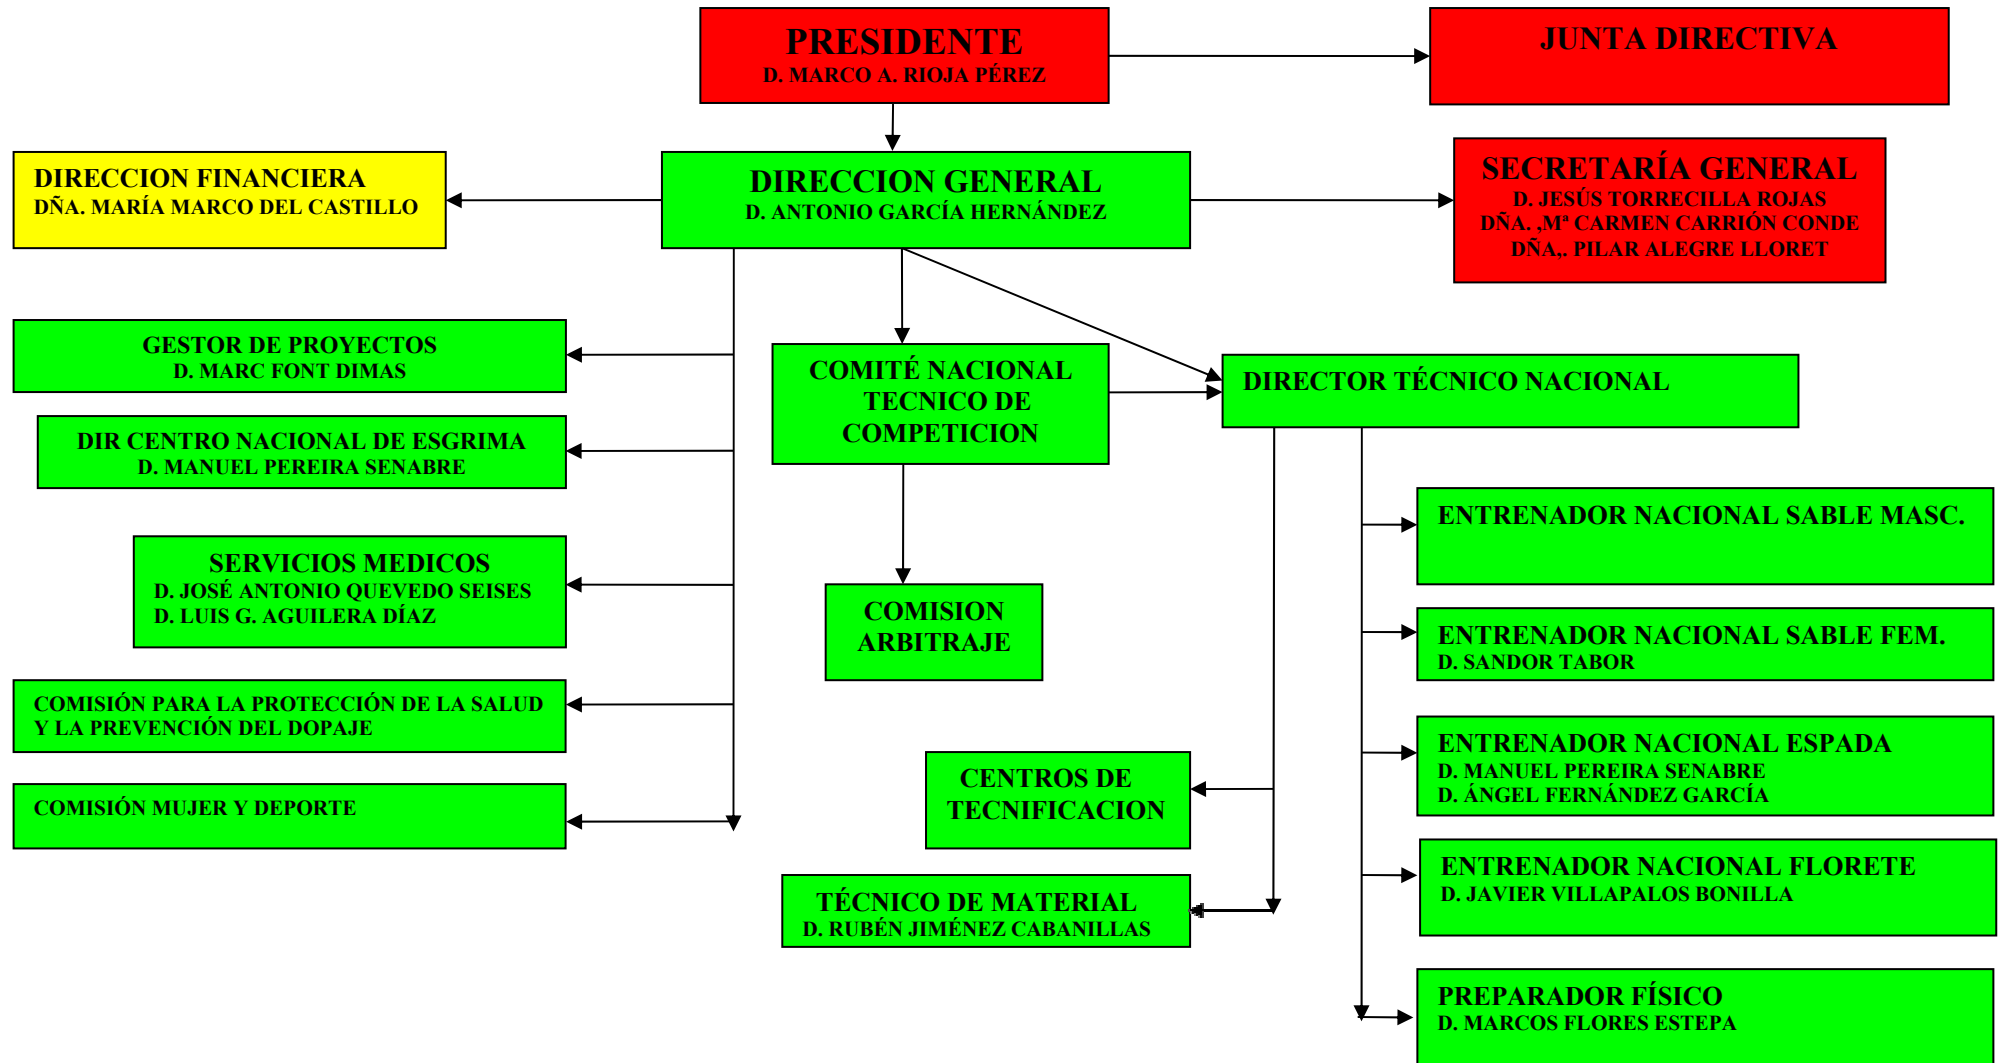 PRESIDENTE
D. MARCO A. RIOJA PÉREZ
JUNTA DIRECTIVA
DIRECCION FINANCIERA
DÑA. MARÍA MARCO DEL CASTILLO
DIRECCION GENERAL
D. ANTONIO GARCÍA HERNÁNDEZ
SECRETARÍA GENERAL
D. JESÚS TORRECILLA ROJAS
DÑA. ,Mª CARMEN CARRIÓN CONDE
DÑA,. PILAR ALEGRE LLORET
GESTOR DE PROYECTOS
D. MARC FONT DIMAS
COMITÉ NACIONAL
TECNICO DE
COMPETICION
DIRECTOR TÉCNICO NACIONAL
DIR CENTRO NACIONAL DE ESGRIMA
D. MANUEL PEREIRA SENABRE
ENTRENADOR NACIONAL SABLE MASC.
SERVICIOS MEDICOS
D. JOSÉ ANTONIO QUEVEDO SEISES
D. LUIS G. AGUILERA DÍAZ
COMISION
ARBITRAJE
ENTRENADOR NACIONAL SABLE FEM.
D. SANDOR TABOR
COMISIÓN PARA LA PROTECCIÓN DE LA SALUD
Y LA PREVENCIÓN DEL DOPAJE
ENTRENADOR NACIONAL ESPADA
D. MANUEL PEREIRA SENABRE
D. ÁNGEL FERNÁNDEZ GARCÍA
CENTROS DE
TECNIFICACION
COMISIÓN MUJER Y DEPORTE
ENTRENADOR NACIONAL FLORETE
D. JAVIER VILLAPALOS BONILLA
TÉCNICO DE MATERIAL
D. RUBÉN JIMÉNEZ CABANILLAS
PREPARADOR FÍSICO
D. MARCOS FLORES ESTEPA